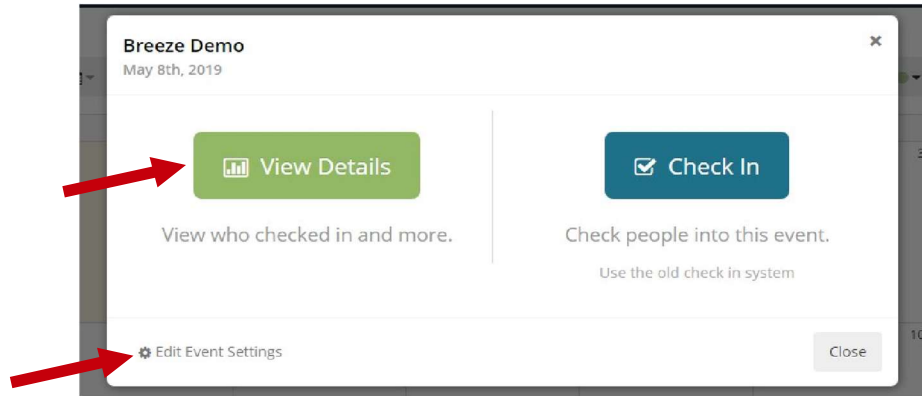 Breeze Demo
May 8th, 2019
View Details
Check In
View who checked in and more.
Check people into this event.
Use the old check in system
Edit Event Settings
Close
10